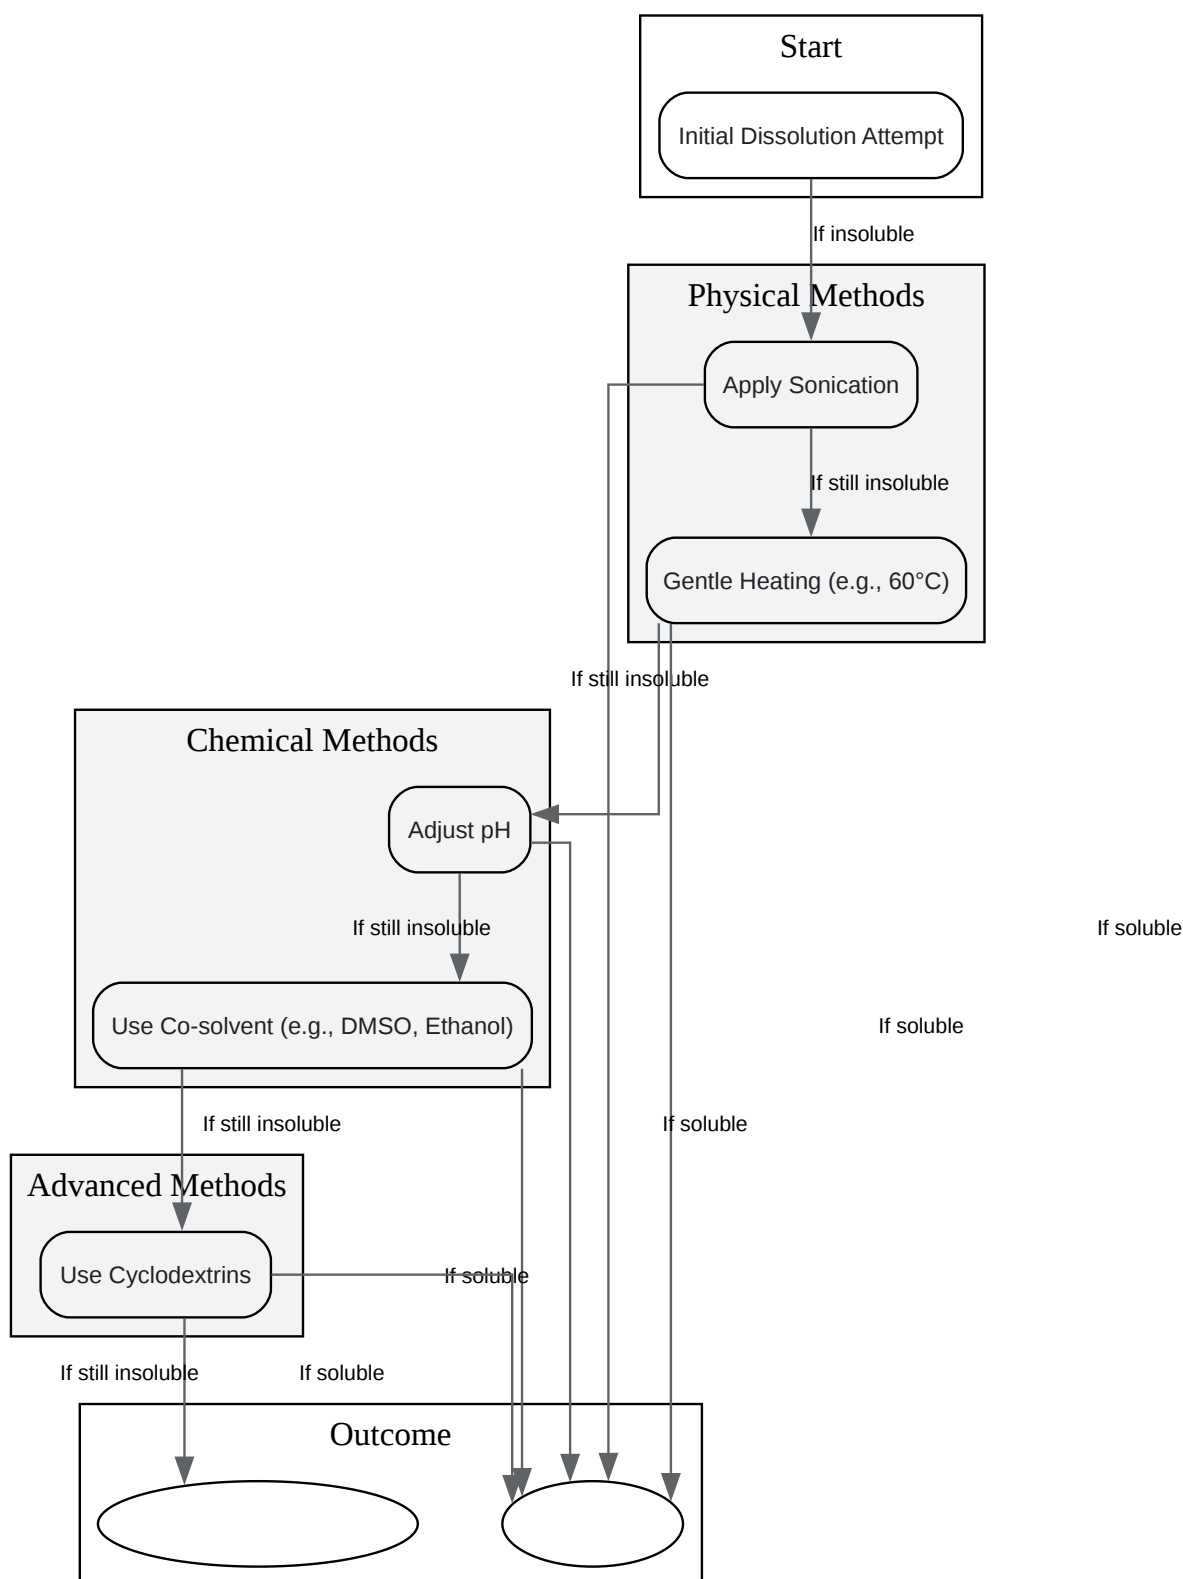 Start
Initial Dissolution Attempt
If insoluble
Physical Methods
Apply Sonication
If still insoluble
Gentle Heating (e.g., 60°C)
If still insoluble
Chemical Methods
Adjust pH
If still insoluble
If soluble
Use Co-solvent (e.g., DMSO, Ethanol)
If soluble
If still insoluble
If soluble
Advanced Methods
Use Cyclodextrins
If soluble
If still insoluble
If soluble
Outcome